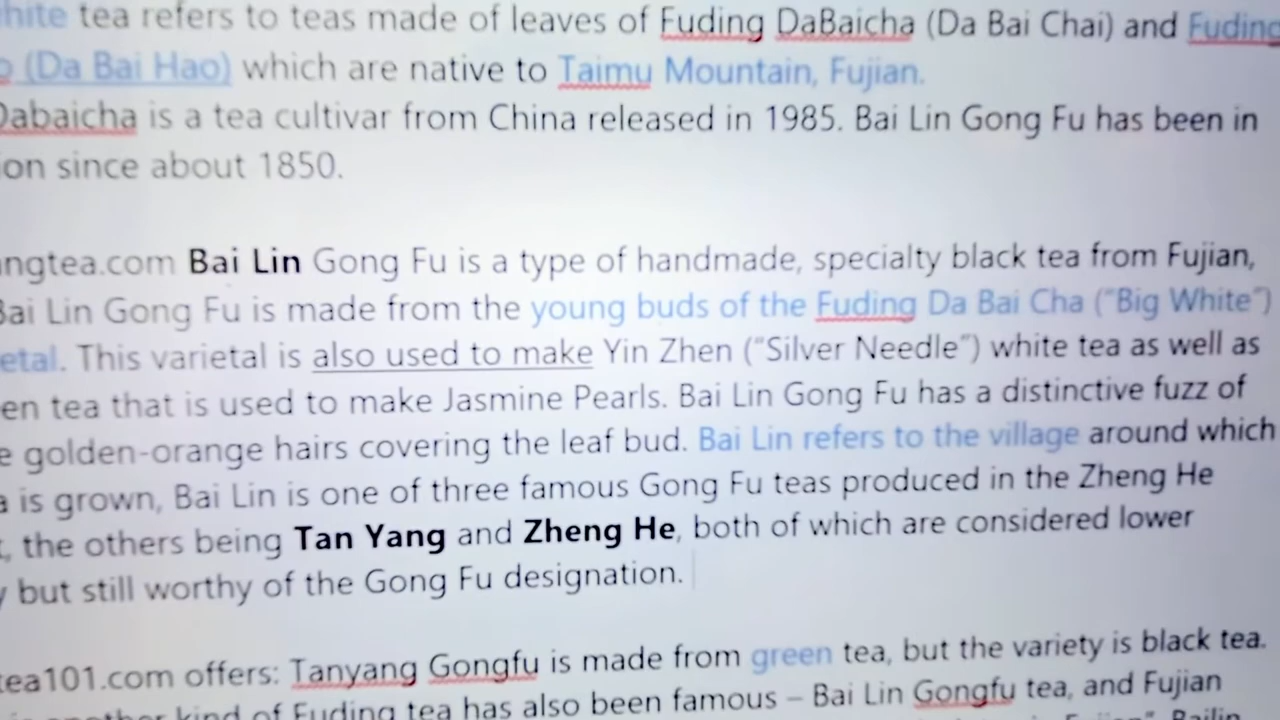 hite tea refers to teas made of leaves of Fuding DaBaicha (Da Bai Chai) and Fuding
o (Da Bai Hao) which are native to Taimu Mountain, Fujian.
Dabaicha is a tea cultivar from China released in 1985. Bai Lin Gong Fu has been in
ion since about 1850.
angtea.com Bai Lin Gong Fu is a type of handmade, specialty black tea from Fujian,
Bai Lin Gong Fu is made from the young buds of the Fuding Da Bai Cha (“Big White”)
etal. This varietal is also used to make Yin Zhen (“Silver Needle”) white tea as well as
en tea that is used to make Jasmine Pearls. Bai Lin Gong Fu has a distinctive fuzz of
e golden-orange hairs covering the leaf bud. Bai Lin refers to the village around which
a is grown, Bai Lin is one of three famous Gong Fu teas produced in the Zheng He
, the others being Tan Yang and Zheng He, both of which are considered lower
y but still worthy of the Gong Fu designation.
tea101.com offers: Tanyang Gongfu is made from green tea, but the variety is black tea.
another kind of Fuding tea has also been famous – Bai Lin Gongfu tea, and Fujian